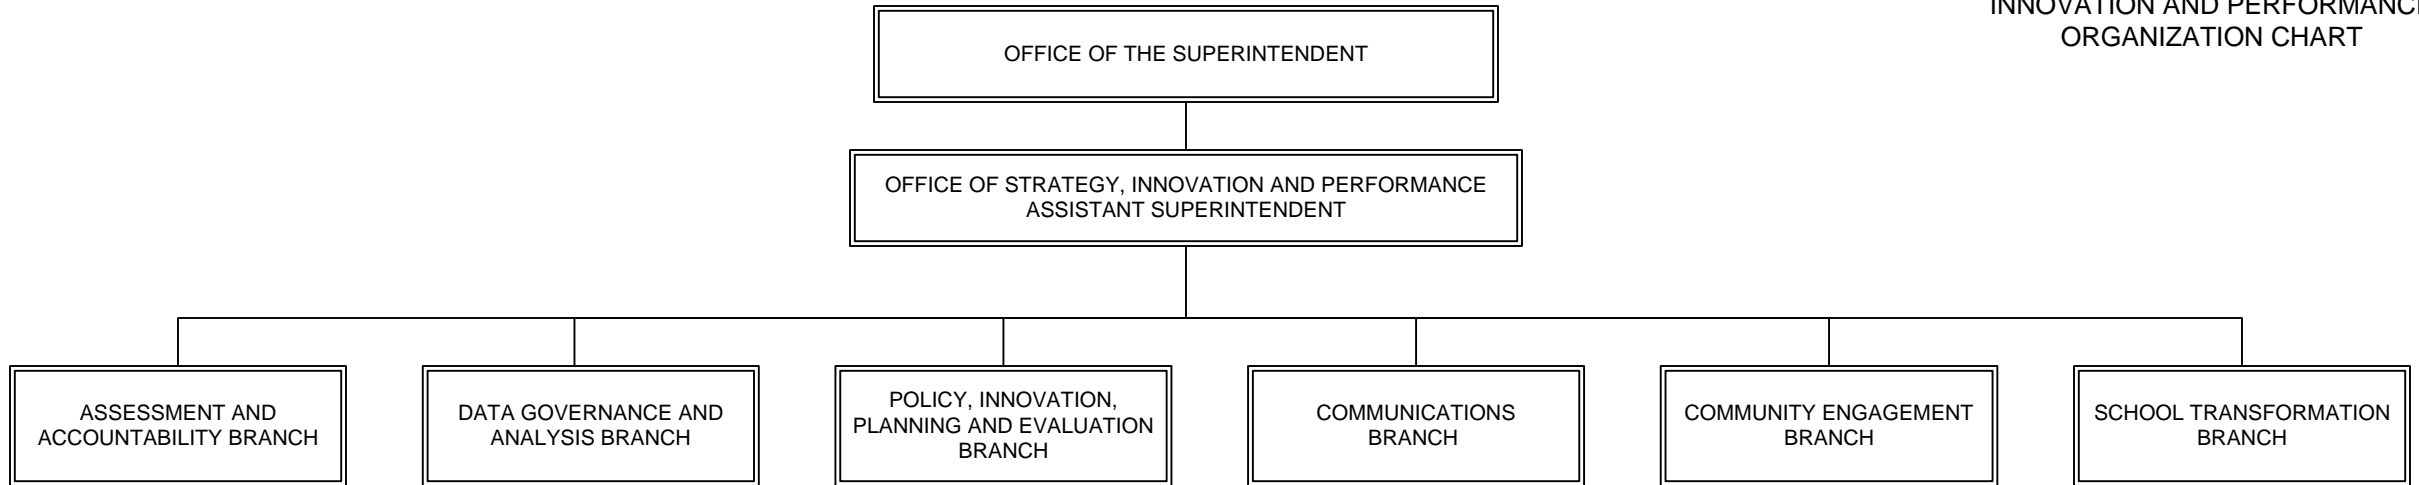 INNOVATION AND PERFORMANCE
ORGANIZATION CHART
OFFICE OF THE SUPERINTENDENT
OFFICE OF STRATEGY, INNOVATION AND PERFORMANCE
ASSISTANT SUPERINTENDENT
ASSESSMENT AND
ACCOUNTABILITY BRANCH
DATA GOVERNANCE AND
ANALYSIS BRANCH
POLICY, INNOVATION,
PLANNING AND EVALUATION
BRANCH
COMMUNICATIONS
BRANCH
COMMUNITY ENGAGEMENT
BRANCH
SCHOOL TRANSFORMATION
BRANCH